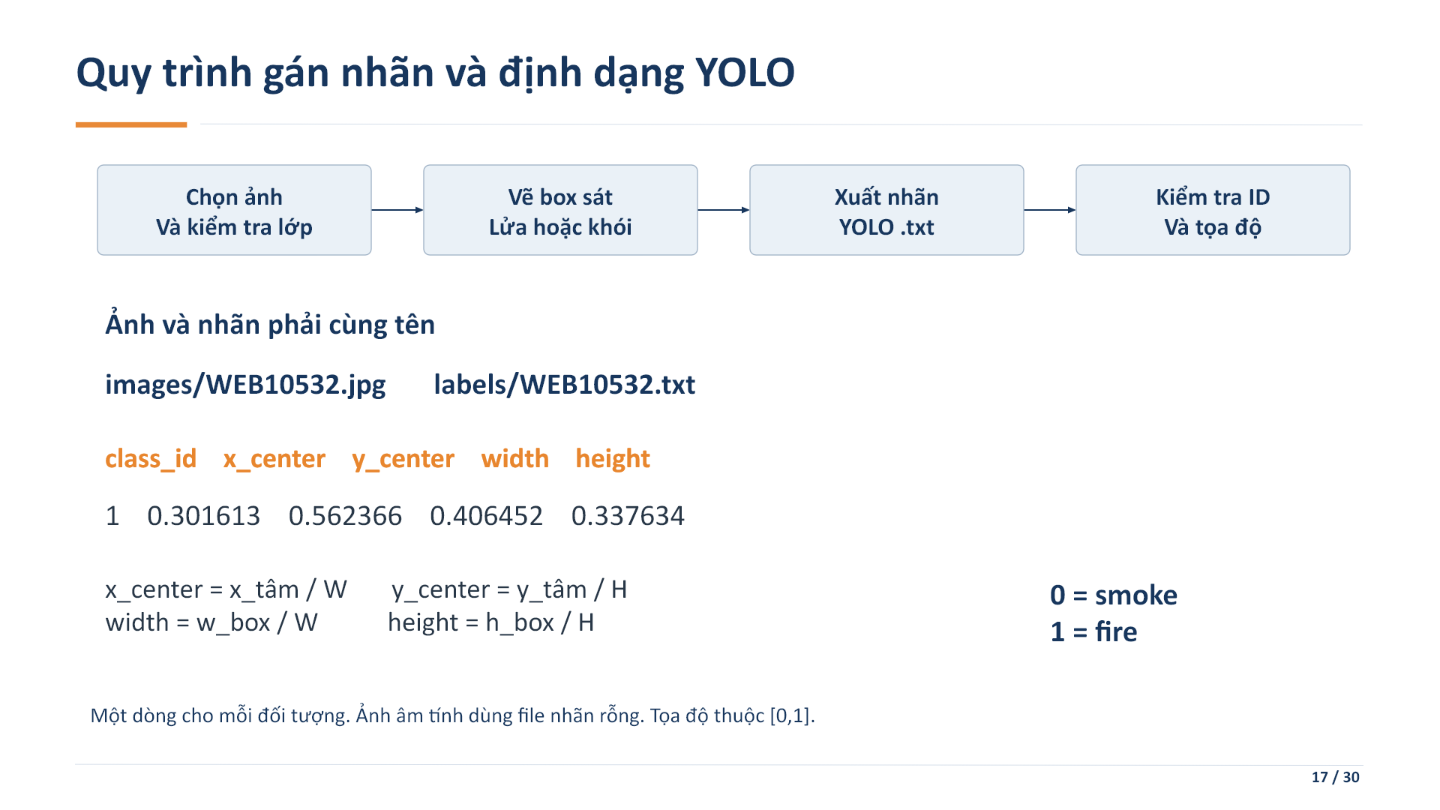 Quy trình gán nhãn và định dạng YOLO
Chọn ảnh
Và kiểm tra lớp
Vẽ box sát
Lửa hoặc khói
Xuất nhãn
YOLO .txt
Kiểm tra ID
Và tọa độ
Ảnh và nhãn phải cùng tên
images/WEB10532.jpg labels/WEB10532.txt
class_id x_center y_center width height
1 0.301613 0.562366 0.406452 0.337634
x_center = x_tâm / W y_center = y_tâm / H
width = w_box / W height = h_box / H
0 = smoke
1 = fire
Một dòng cho mỗi đối tượng. Ảnh âm tính dùng file nhãn rỗng. Tọa độ thuộc [0,1].
17 / 30